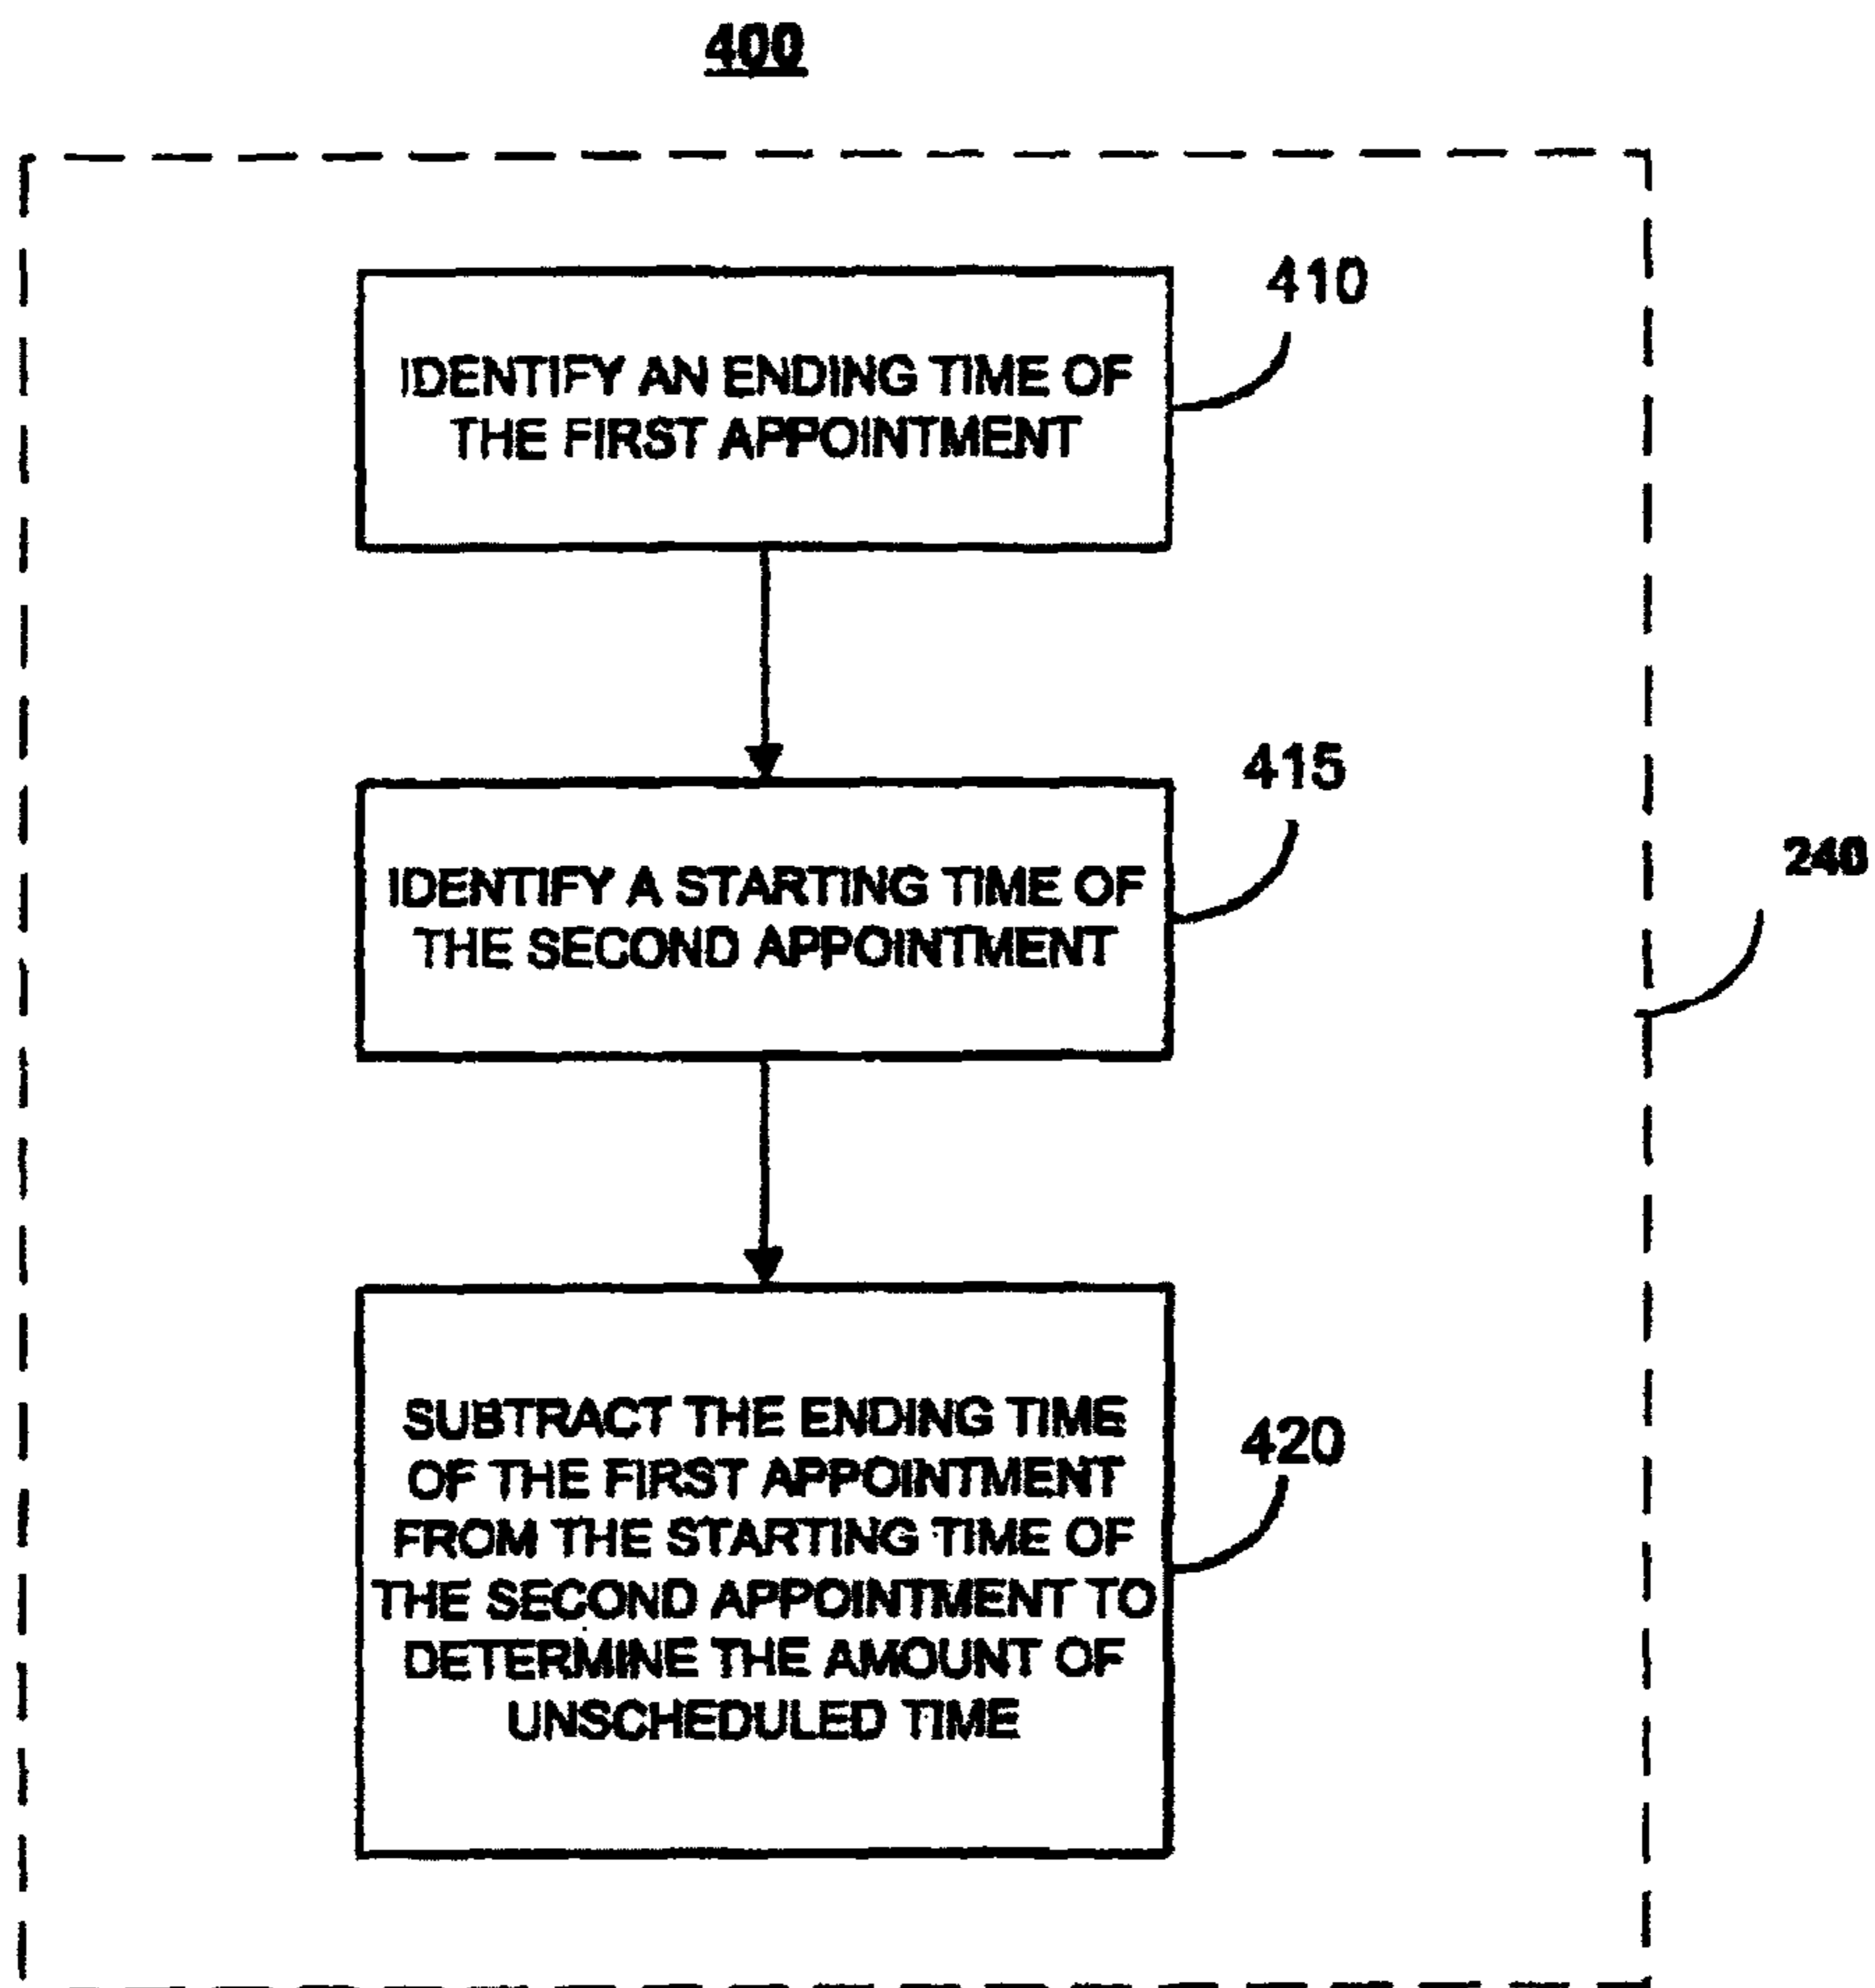 400
410
IDENTIFY AN ENDING TIME OF
THE FIRST APPOINTMENT
415
IDENTIFY A STARTING TIME OF
THE SECOND APPOINTMENT
240
SUBTRACT THE ENDING TIME
OF THE FIRST APPOINTMENT
FROM THE STARTING TIME OF
THE SECOND APPOINTMENT TO
DETERMINE THE AMOUNT OF
UNSCHEDULED TIME
420